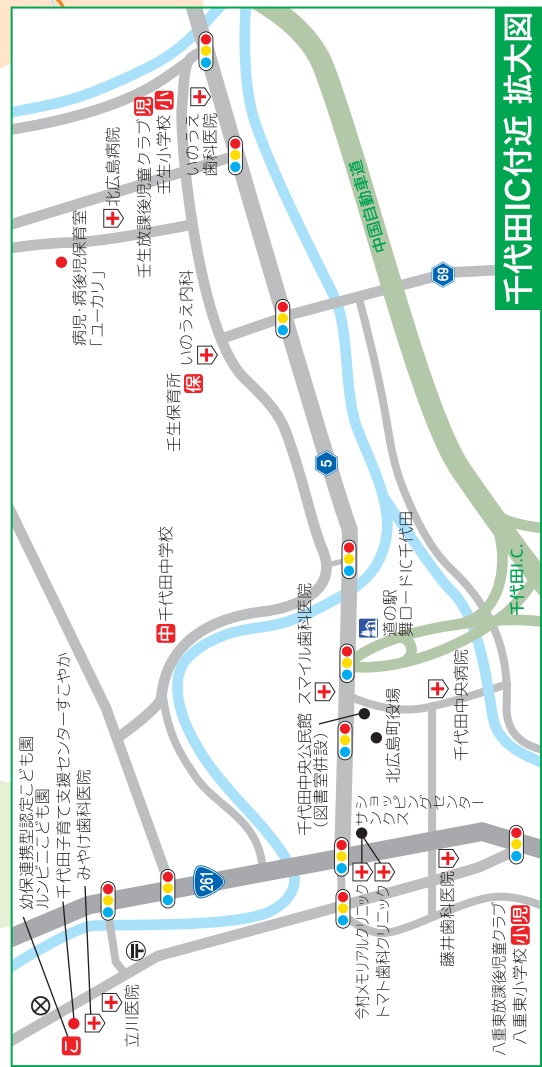 千代田IC付近 拡大図
幼保連携型認定こども園
ルンビニこども園
千代田子育て支援センターすこやか
みやけ歯科医院
こ
立川医院
261
中 千代田中学校
病児・病後児保育室
「ユーカリ」
北広島病院
壬生放課後児童クラブ 児
壬生小学校 小
いのうえ
歯科医院
いのうえ内科
壬生保育所 保
中国自動車道
69
5
スマイル歯科医院
千代田中央公民館
(図書室併設)
道の駅
舞ロードIC千代田
千代田I.C.
北広島町役場
千代田中央病院
ショッピングセンター
サンクス
今村メモリアルクリニック
トマト歯科クリニック
藤井歯科医院
八重東放課後児童クラブ
八重東小学校 小 児